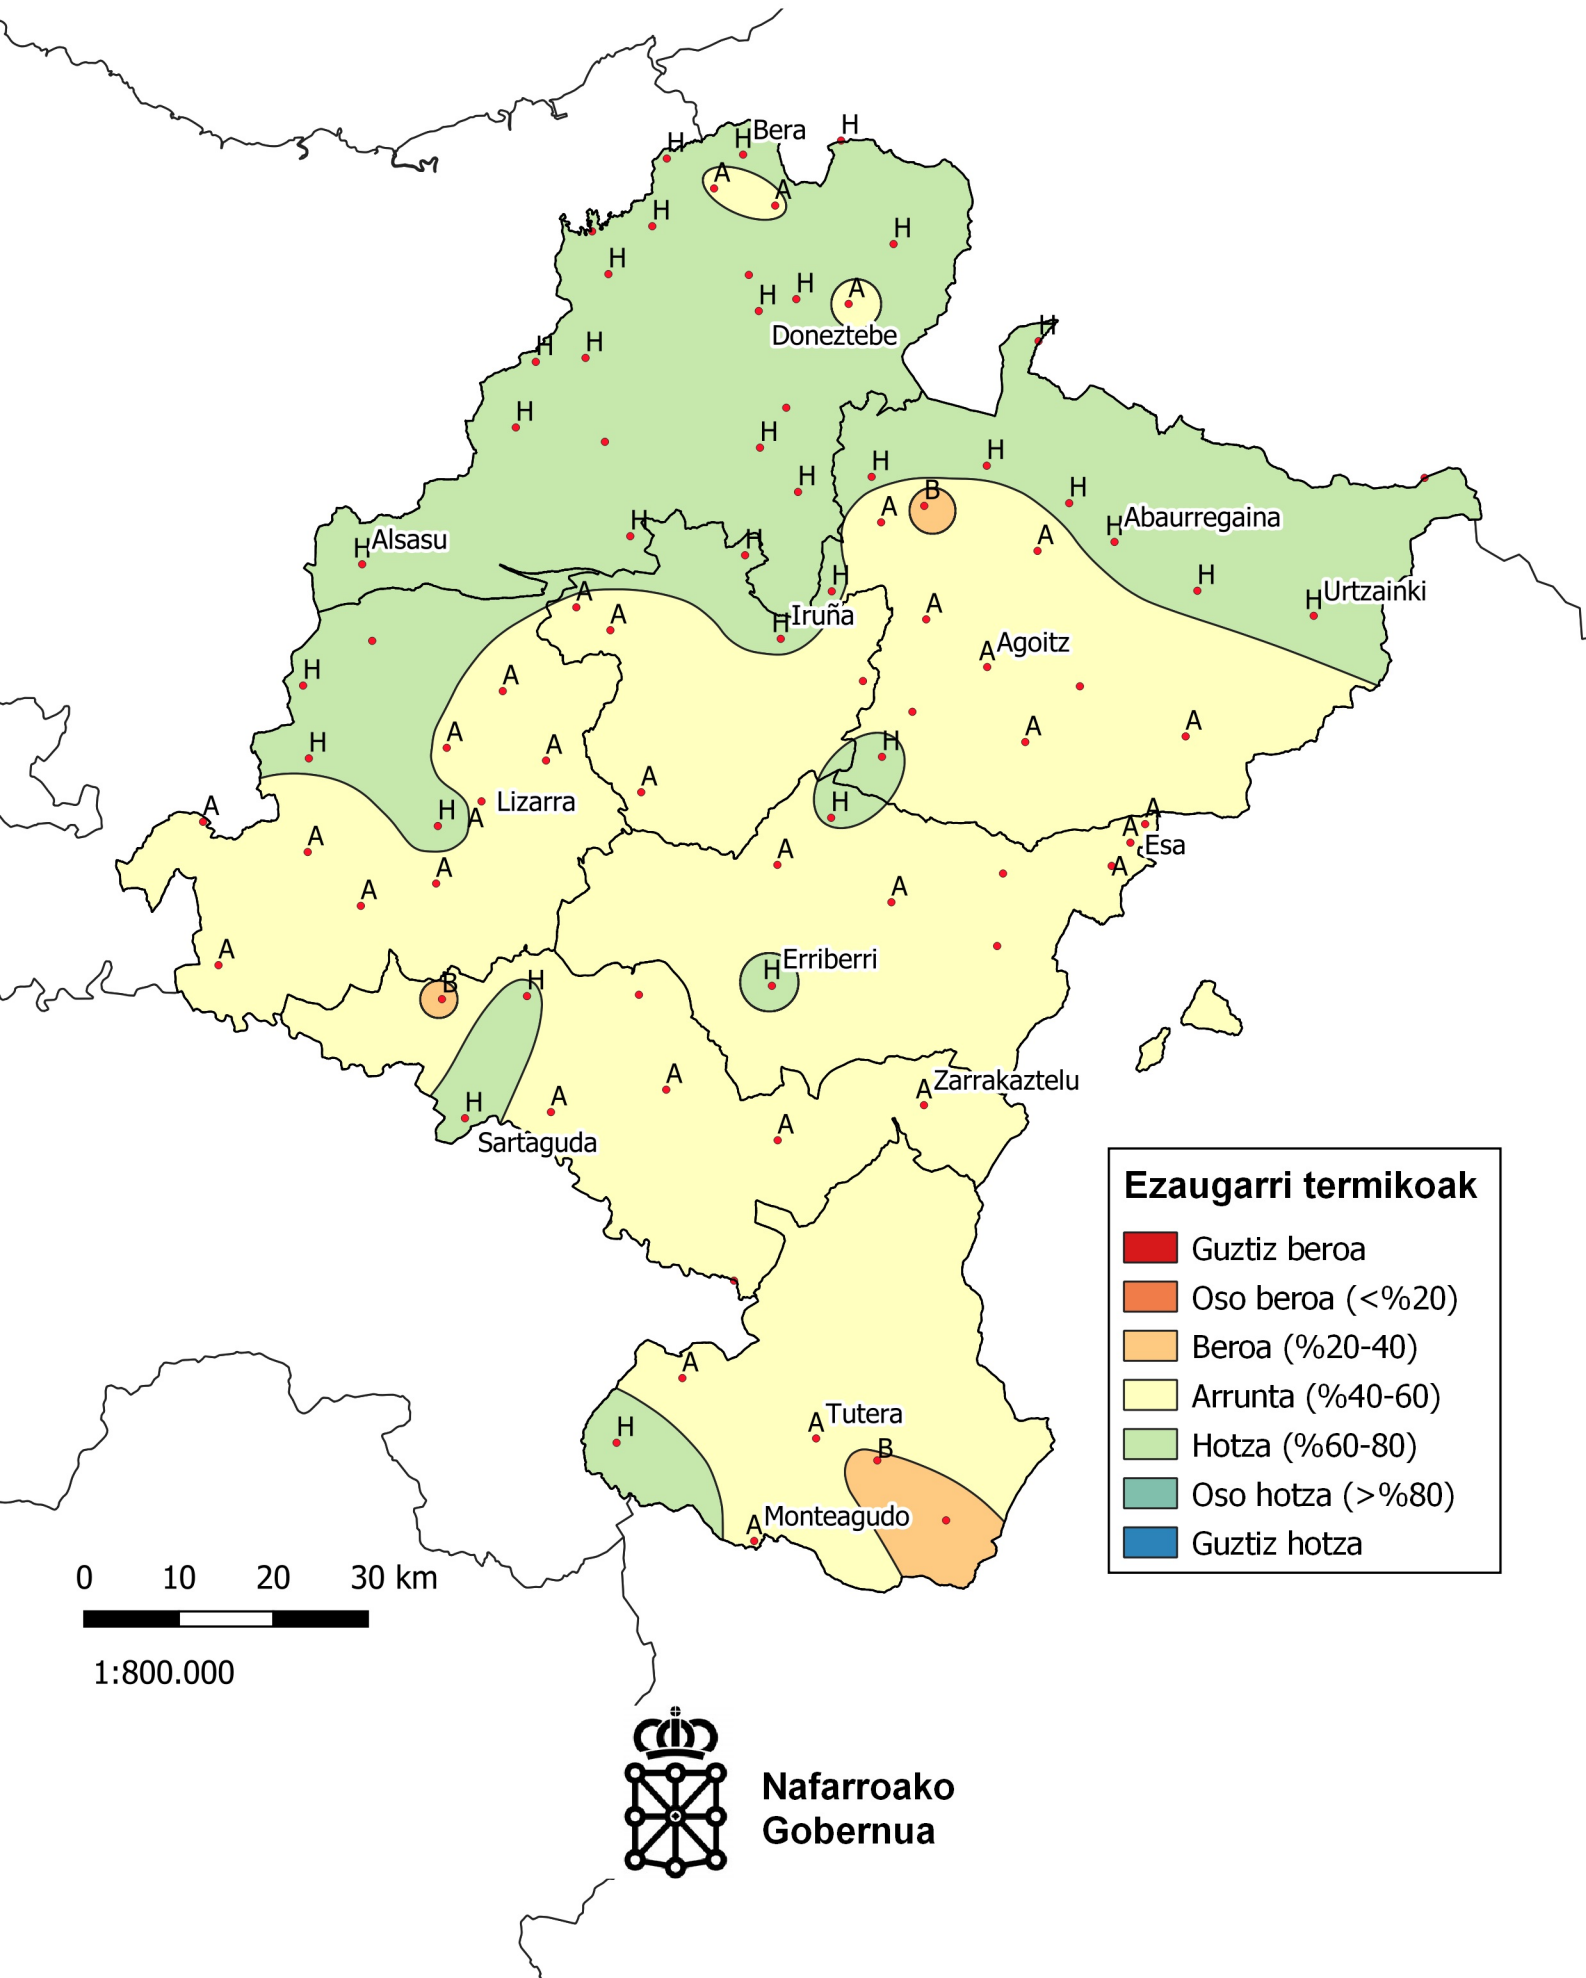 H
Bera
H
H
A
A
H
H
H
H
H
A
Doneztebe
H
H
H
H
H
H
H
H
H
B
H
A
H
Abaurregaina
H
H
Alsasu
H
A
H
H
Urtzainki
H
A
A
A
Iruña
H
A
Agoitz
H
A
A
A
H
A
A
H
A
H
Lizarra
A
H
H
A
A
A
A
A
Esa
A
A
A
A
A
A
Erriberri
H
H
B
A
Zarrakaztelu
A
A
A
H
Sartaguda
A
Ezaugarri termikoak
Guztiz beroa
Oso beroa (<%20)
Beroa (%20-40)
Arrunta (%40-60)
Hotza (%60-80)
Oso hotza (>%80)
Guztiz hotza
A
H
A
Tutera
B
A
Monteagudo
0 10 20 30 km
1:800.000
Nafarroako
Gobernua